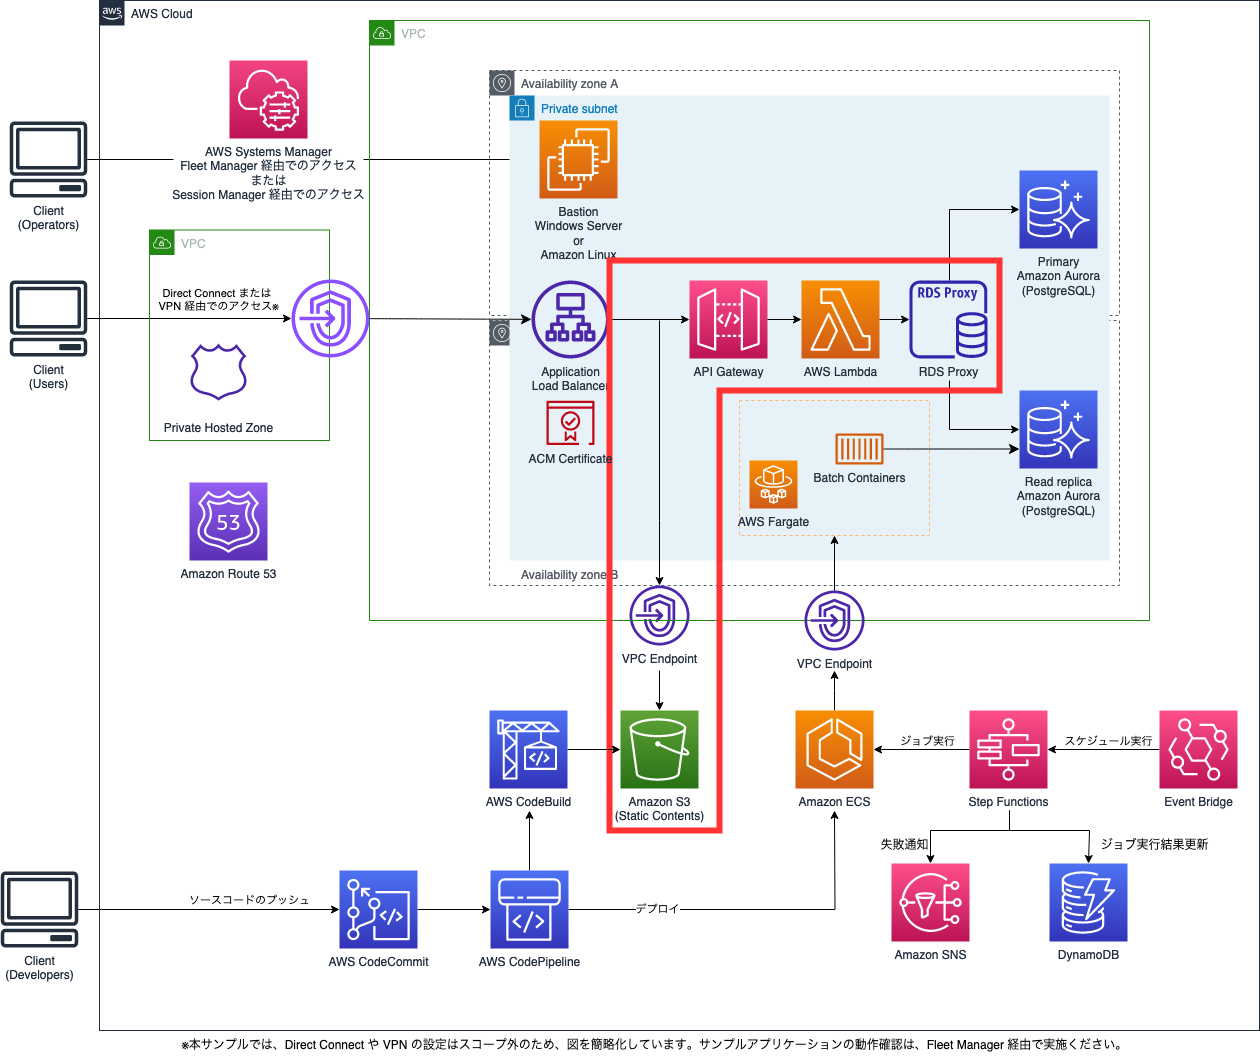 aws
AWS Cloud
VPC
Availability zone A
Private subnet
AWS Systems Manager
Fleet Manager 経由でのアクセス
または
Session Manager 経由でのアクセス
Client
(Operators)
Bastion
Windows Server
or
Amazon Linux
Primary
Amazon Aurora
(PostgreSQL)
VPC
Direct Connect または
VPN 経由でのアクセス※
Private Hosted Zone
Client
(Users)
Application
Load Balancer
ACM Certificate
API Gateway
AWS Lambda
RDS Proxy
RDS Proxy
Batch Containers
AWS Fargate
Read replica
Amazon Aurora
(PostgreSQL)
53
Amazon Route 53
Availability zone B
VPC Endpoint
VPC Endpoint
AWS CodeBuild
Amazon S3
(Static Contents)
Amazon ECS
ジョブ実行
Step Functions
スケジュール実行
Event Bridge
失敗通知
ジョブ実行結果更新
Amazon SNS
DynamoDB
Client
(Developers)
ソースコードのプッシュ
AWS CodeCommit
AWS CodePipeline
デプロイ
※本サンプルでは、Direct Connect や VPN の設定はスコープ外のため、図を簡略化しています。サンプルアプリケーションの動作確認は、Fleet Manager 経由で実施ください。